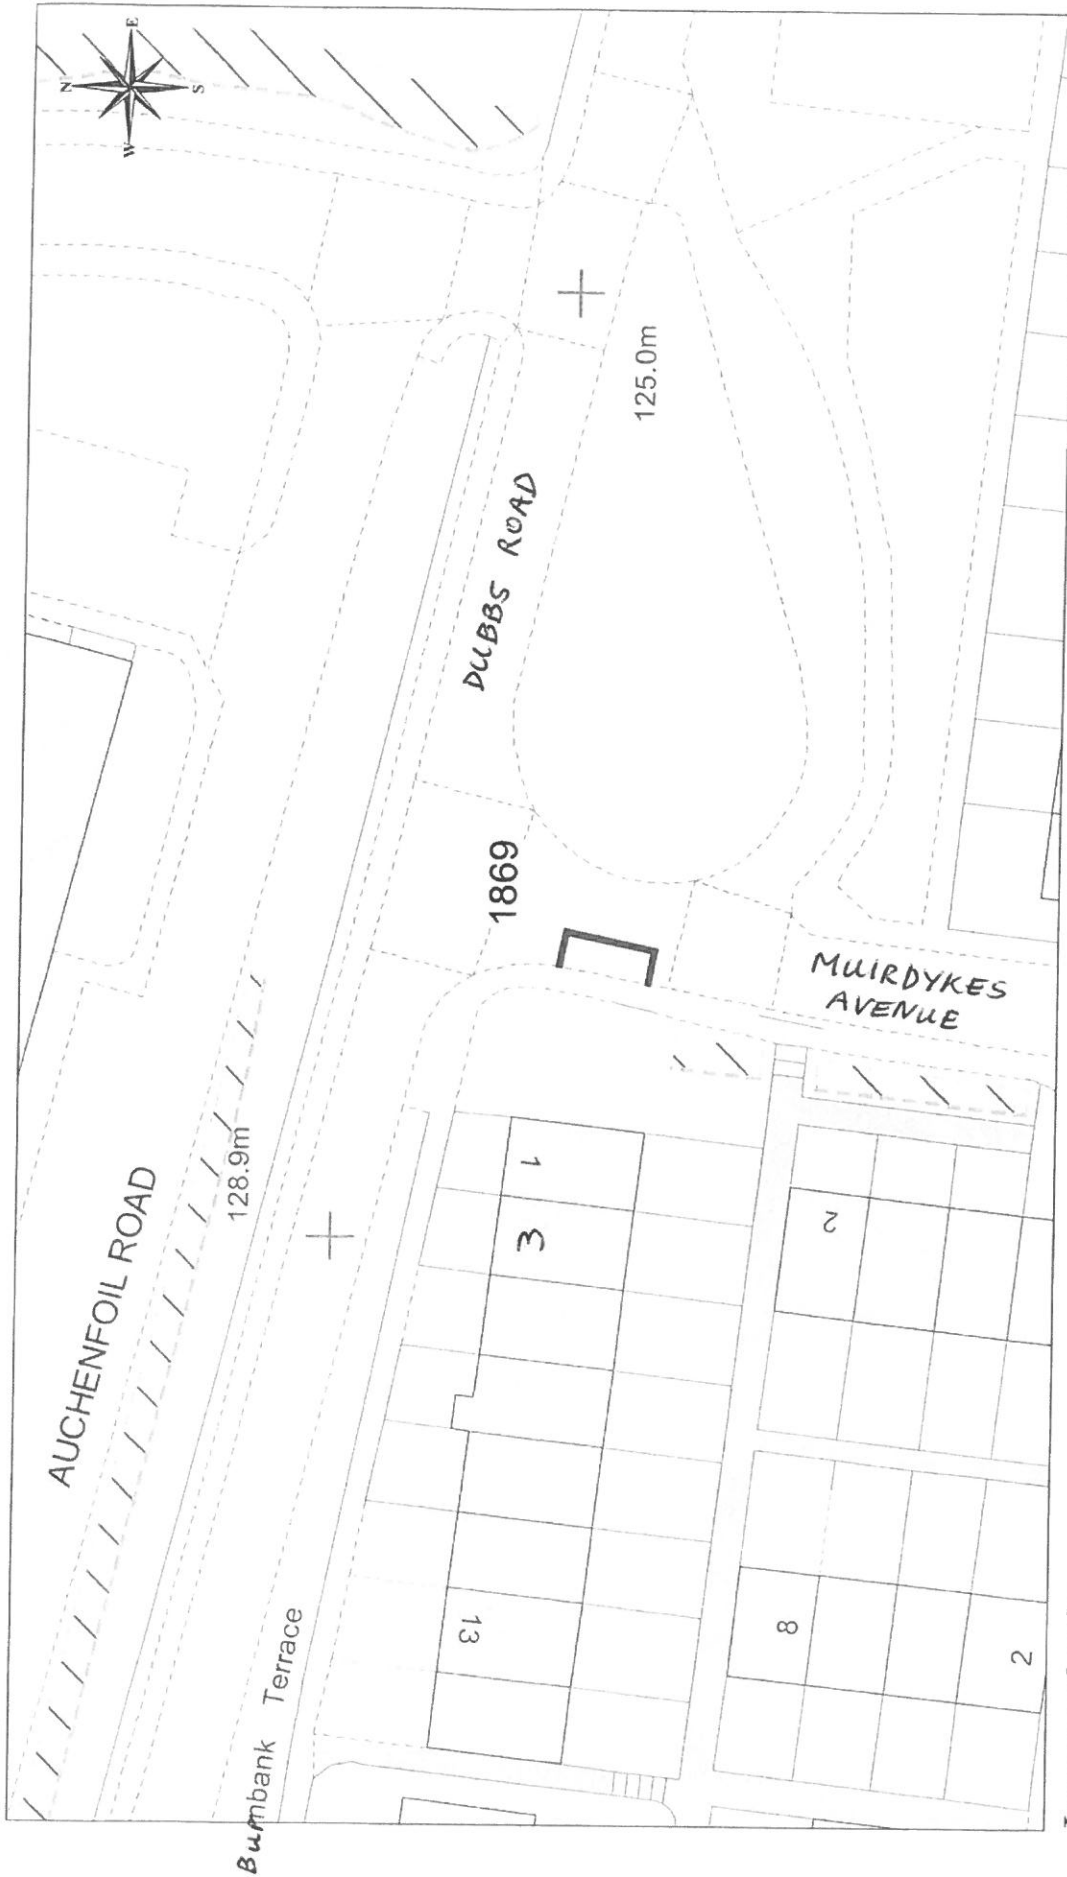 N
E
S
W
AUCHENFOIL ROAD
128.9m
Burnbank Terrace
DUBBS ROAD
125.0m
1869
MUIRDYKES
AVENUE
1
3
13
2
8
2